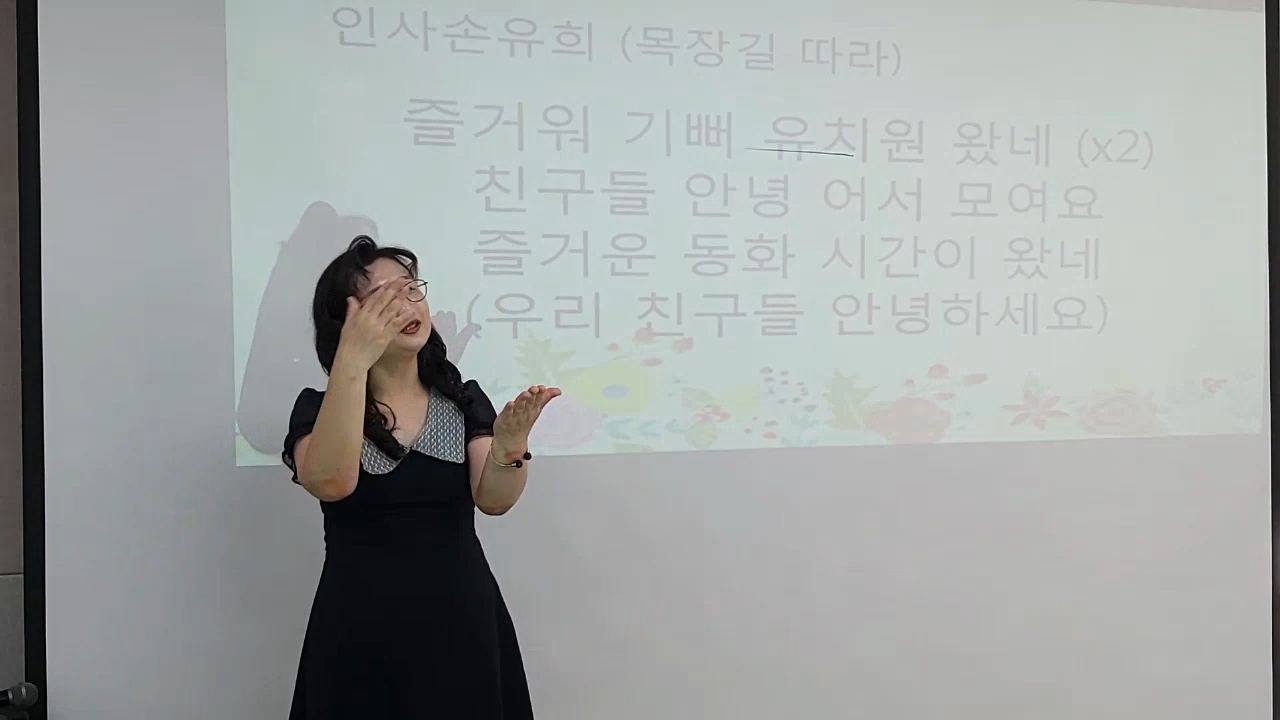 인사손유희 (목장길 따라)
즐거워 기뻐 유치원 왔네 (x2)
친구들 안녕 어서 모여요
즐거운 동화 시간이 왔네
(우리 친구들 안녕하세요)